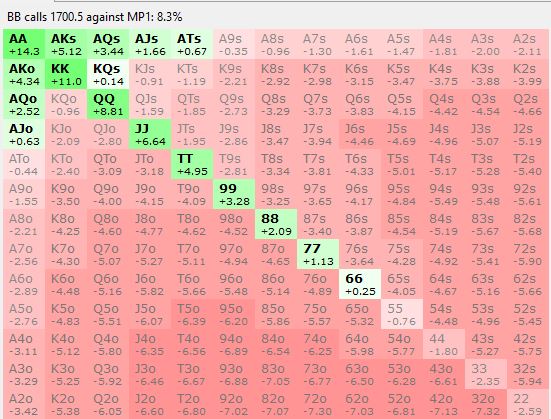 BB calls 1700.5 against MP1: 8.3%
AA AKs AQs AJs ATs A9s A8s A7s A6s A5s A4s A3s A2s
+14.3 +5.12 +3.44 +1.66 +0.67 -0.35 -0.96 -1.30 -1.61 -1.47 -1.81 -2.00 -2.11
AKo KK KQs KJs KTs K9s K8s K7s K6s K5s K4s K3s K2s
+4.34 +11.0 +0.14 -0.91 -1.19 -2.21 -2.92 -2.98 -3.15 -3.47 -3.75 -3.88 -3.99
AQo KQo QQ QJs QTs Q9s Q8s Q7s Q6s Q5s Q4s Q3s Q2s
+2.52 -0.96 +8.81 -1.59 -1.85 -2.73 -3.29 -3.73 -3.83 -4.15 -4.42 -4.54 -4.66
AJo KJo QJo JJ JTs J9s J8s J7s J6s J5s J4s J3s J2s
+0.63 -2.09 -2.80 +6.64 -1.95 -2.86 -3.47 -3.94 -4.46 -4.69 -4.96 -5.07 -5.19
ATo KTo QTo JTo TT T9s T8s T7s T6s T5s T4s T3s T2s
-0.44 -2.40 -3.09 -3.18 +4.95 -2.81 -3.34 -3.81 -4.33 -5.00 -5.17 -5.28 -5.40
A9o K9o Q9o J9o T9o 99 98s 97s 96s 95s 94s 93s 92s
-1.55 -3.50 -4.00 -4.15 -4.09 +3.28 -3.25 -3.65 -4.17 -4.84 -5.49 -5.48 -5.61
A8o K8o Q8o J8o T8o 98o 88 87s 86s 85s 84s 83s 82s
-2.21 -4.25 -4.60 -4.77 -4.62 -4.52 +2.09 -3.40 -3.87 -4.54 -5.19 -5.67 -5.68
A7o K7o Q7o J7o T7o 97o 87o 77 76s 75s 74s 73s 72s
-2.56 -4.30 -5.07 -5.27 -5.11 -4.94 -4.65 +1.13 -3.64 -4.28 -4.92 -5.41 -5.90
A6o K6o Q6o J6o T6o 96o 86o 76o 66 65s 64s 63s 62s
-2.89 -4.48 -5.16 -5.82 -5.66 -5.48 -5.14 -4.89 +0.25 -4.05 -4.67 -5.16 -5.66
A5o K5o Q5o J5o T5o 95o 85o 75o 65o 55 54s 53s 52s
-2.76 -4.83 -5.51 -6.07 -6.39 -6.20 -5.86 -5.57 -5.32 -0.76 -4.48 -4.96 -5.45
A4o K4o Q4o J4o T4o 94o 84o 74o 64o 54o 44 43s 42s
-3.11 -5.12 -5.80 -6.35 -6.56 -6.89 -6.54 -6.25 -5.98 -5.77 -1.80 -5.27 -5.75
A3o K3o Q3o J3o T3o 93o 83o 73o 63o 53o 43o 33 32s
-3.29 -5.25 -5.92 -6.46 -6.67 -6.88 -7.05 -6.77 -6.50 -6.28 -6.61 -2.35 -5.94
A2o K2o Q2o J2o T2o 92o 82o 72o 62o 52o 42o 32o 22
-3.42 -5.38 -6.05 -6.60 -6.80 -7.02 -7.07 -7.30 -7.03 -6.81 -7.13 -7.32 -2.59